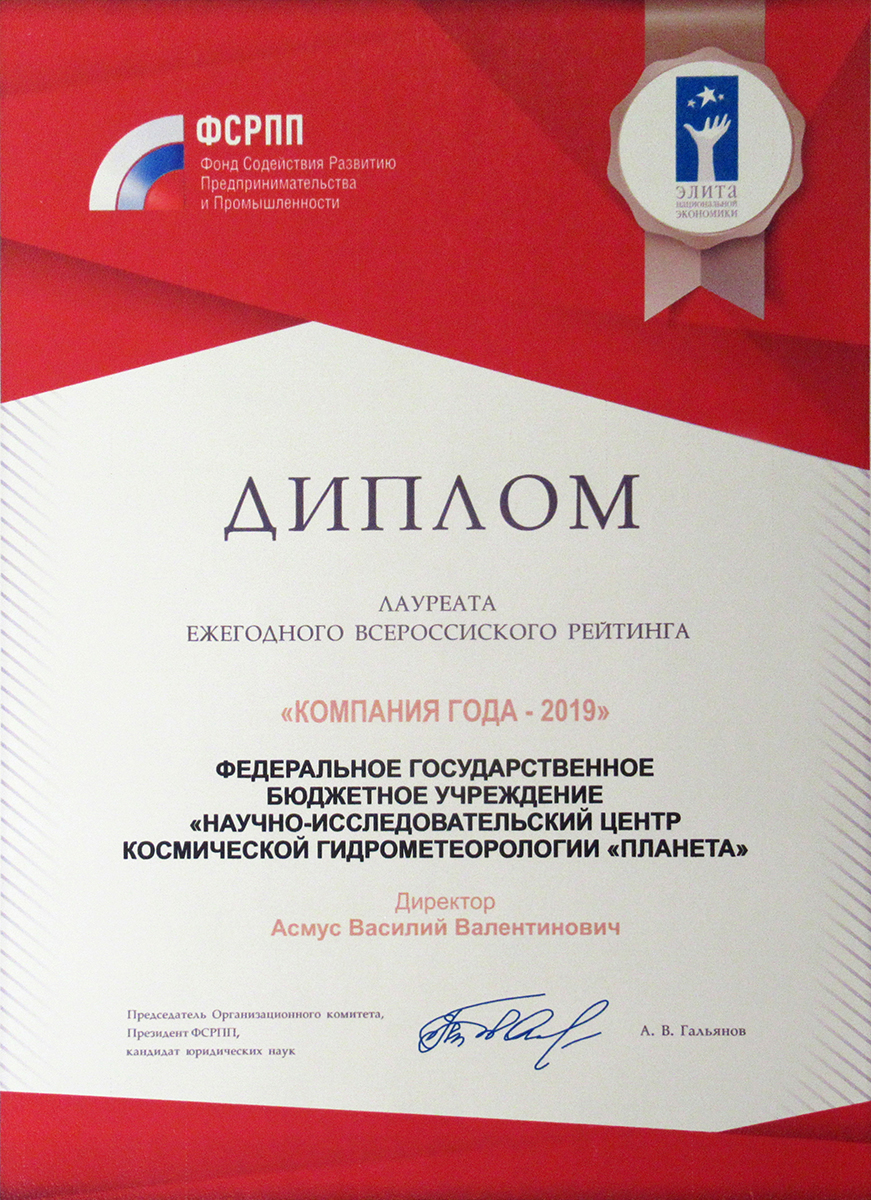 ФСРПП
Фонд Содействия Развитию
Предпринимательства
и Промышленности
ЭЛИТА
НАЦИОНАЛЬНОЙ
ЭКОНОМИКИ
ДИПЛОМ
ЛАУРЕАТА
ЕЖЕГОДНОГО ВСЕРОССИСКОГО РЕЙТИНГА
«КОМПАНИЯ ГОДА - 2019»
ФЕДЕРАЛЬНОЕ ГОСУДАРСТВЕННОЕ
БЮДЖЕТНОЕ УЧРЕЖДЕНИЕ
«НАУЧНО-ИССЛЕДОВАТЕЛЬСКИЙ ЦЕНТР
КОСМИЧЕСКОЙ ГИДРОМЕТЕОРОЛОГИИ «ПЛАНЕТА»
Директор
Асмус Василий Валентинович
Председатель Организационного комитета,
Президент ФСРПП,
кандидат юридических наук
А. В. Гальянов